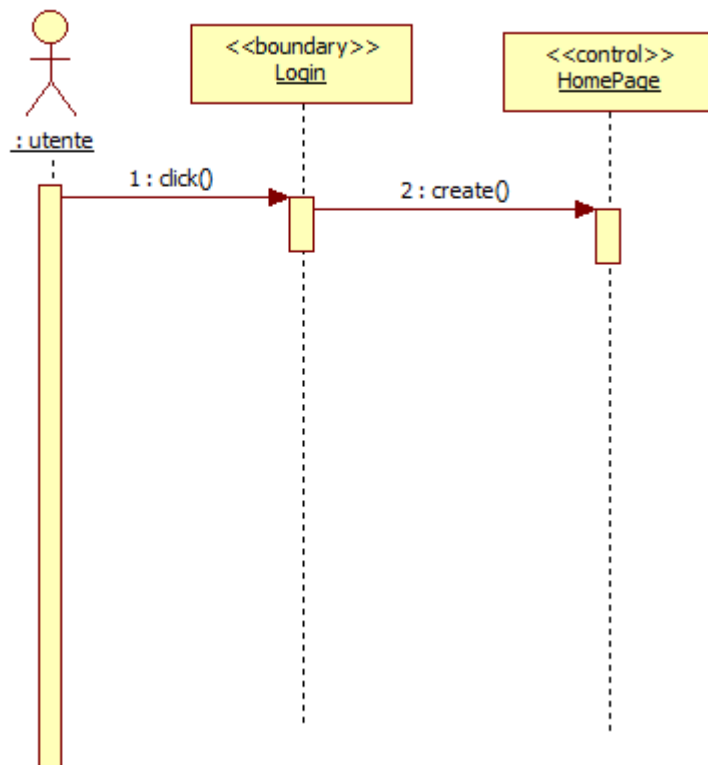 <<boundary>>
Login
<<control>>
HomePage
: utente
1 : click()
2 : create()